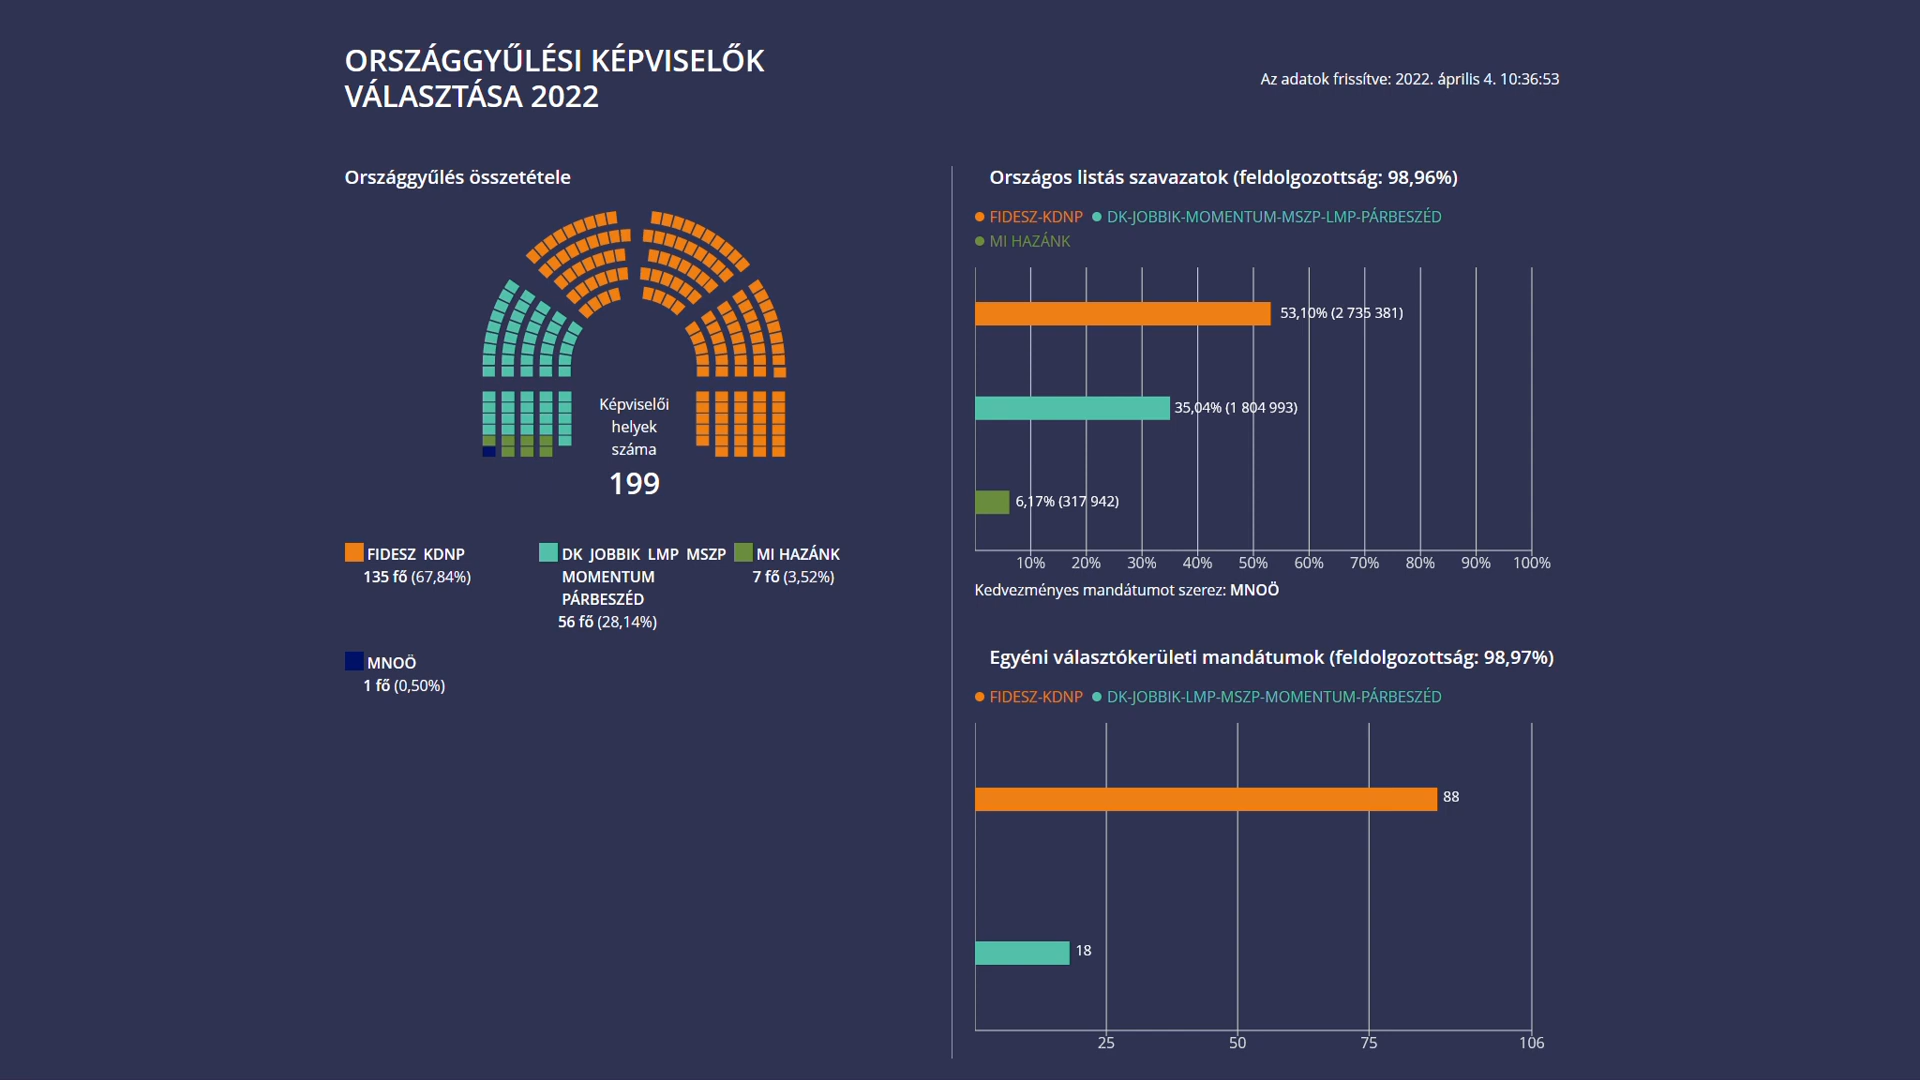 ORSZÁGGYŰLÉSI KÉPVISELŐK
VÁLASZTÁSA 2022
Az adatok frissítve: 2022. április 4. 10:36:53
Országgyűlés összetétele
Képviselői
helyek
száma
199
FIDESZ KDNP
135 fő (67,84%)
DK JOBBIK LMP MSZP
MOMENTUM
PÁRBESZÉD
56 fő (28,14%)
MI HAZÁNK
7 fő (3,52%)
MNOÖ
1 fő (0,50%)
Országos listás szavazatok (feldolgozottság: 98,96%)
FIDESZ-KDNP DK-JOBBIK-MOMENTUM-MSZP-LMP-PÁRBESZÉD
MI HAZÁNK
53,10% (2 735 381)
35,04% (1 804 993)
6,17% (317 942)
10% 20% 30% 40% 50% 60% 70% 80% 90% 100%
Kedvezményes mandátumot szerez: MNOÖ
Egyéni választókerületi mandátumok (feldolgozottság: 98,97%)
FIDESZ-KDNP DK-JOBBIK-LMP-MSZP-MOMENTUM-PÁRBESZÉD
88
18
25 50 75 106